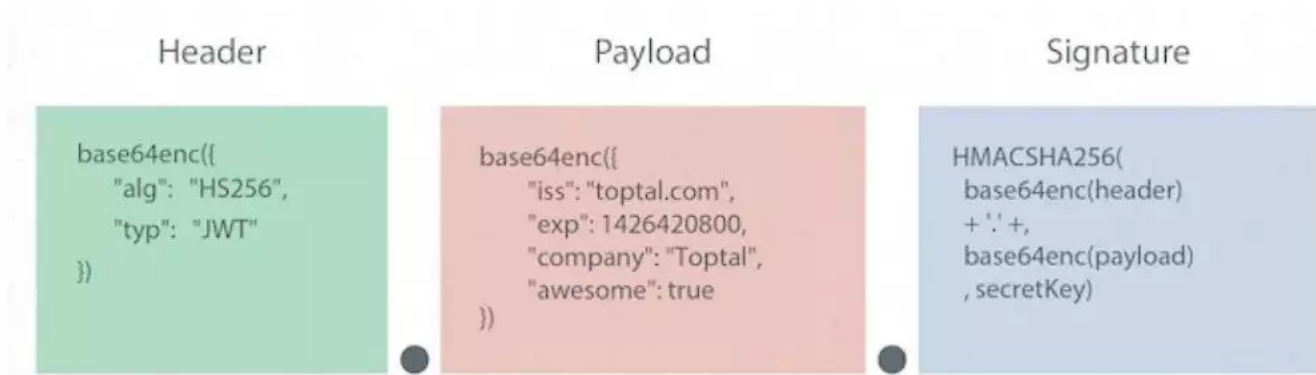 Header
base64enc({
"alg": "HS256",
"typ": "JWT"
})
Payload
base64enc({
"iss": "toptal.com",
"exp": 1426420800,
"company": "Toptal",
"awesome": true
})
Signature
HMACSHA256(
base64enc(header)
+ '.' +,
base64enc(payload)
, secretKey)